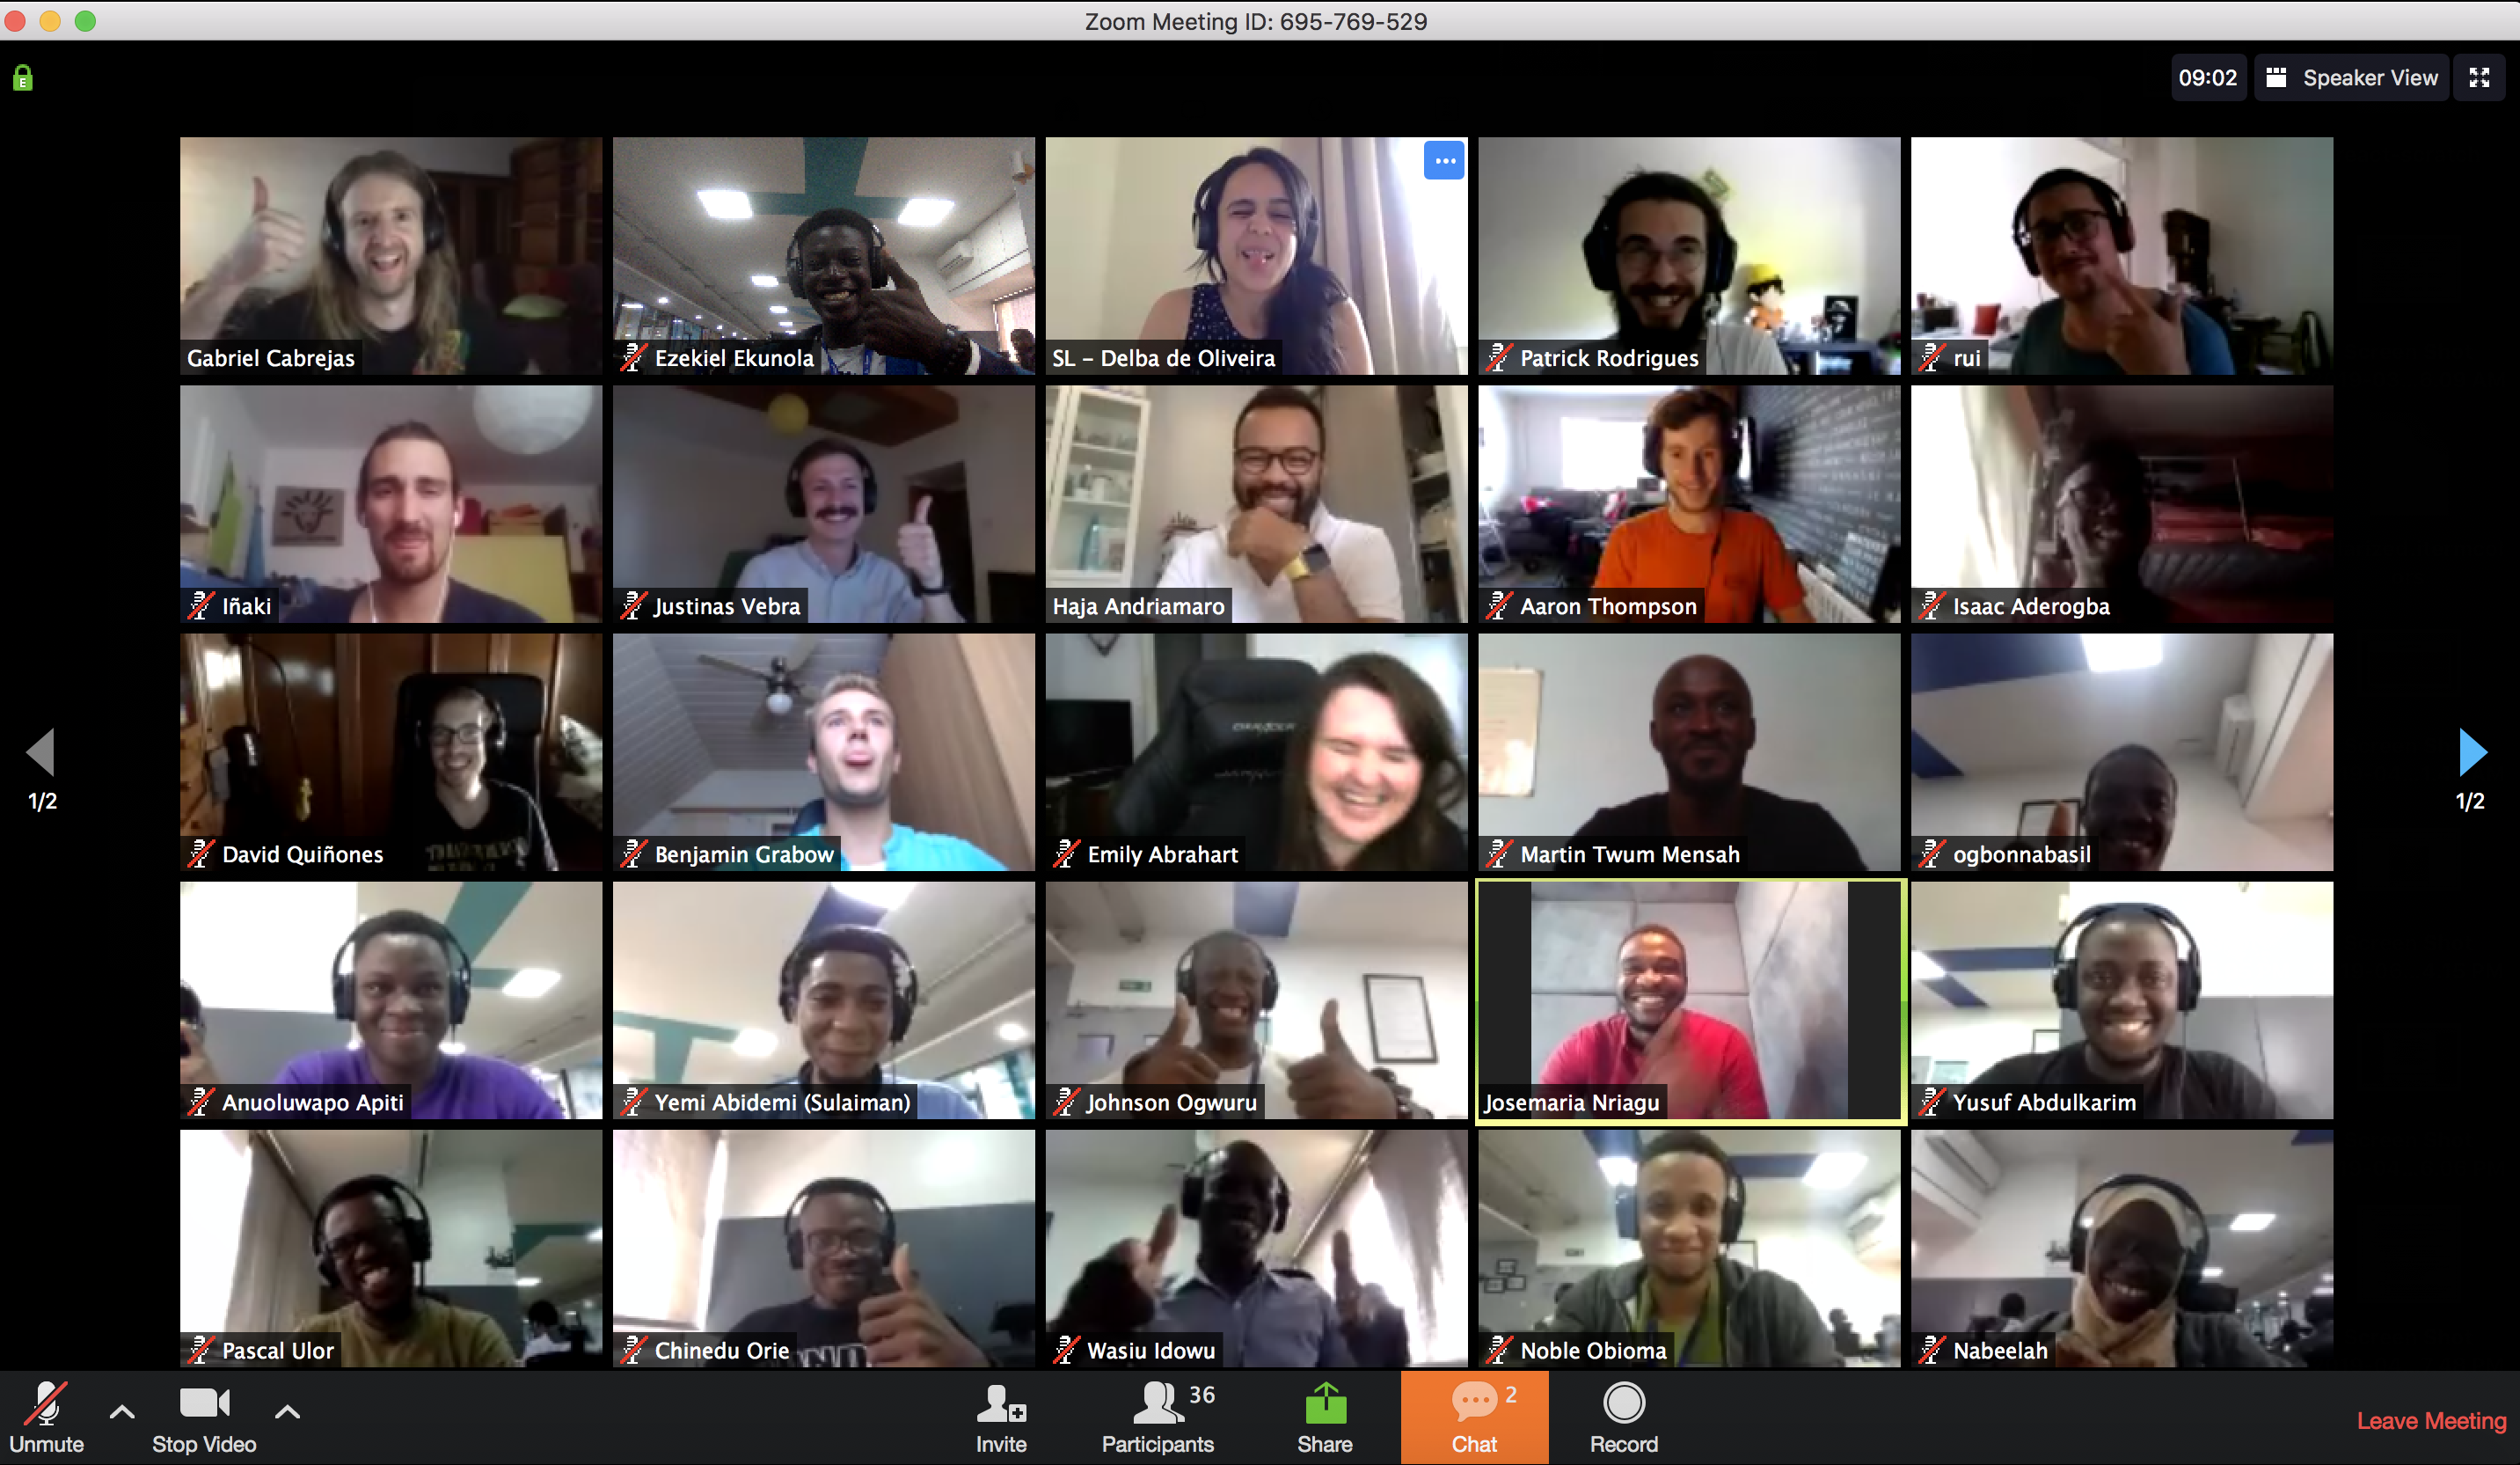 Zoom Meeting ID: 695-769-529
09:02 Speaker View
Gabriel Cabrejas
Ezekiel Ekunola
SL – Delba de Oliveira
Patrick Rodrigues
rui
Iñaki
Justinas Vebra
Haja Andriamaro
Aaron Thompson
Isaac Aderogba
1/2
1/2
David Quiñones
Benjamin Grabow
Emily Abrahart
Martin Twum Mensah
ogbonnabasil
Anuoluwapo Apiti
Yemi Abidemi (Sulaiman)
Johnson Ogwuru
Josemaria Nriagu
Yusuf Abdulkarim
Pascal Ulor
Chinedu Orie
Wasiu Idowu
Noble Obioma
Nabeelah
Unmute
Stop Video
Invite
36
Participants
Share
2
Chat
Record
Leave Meeting